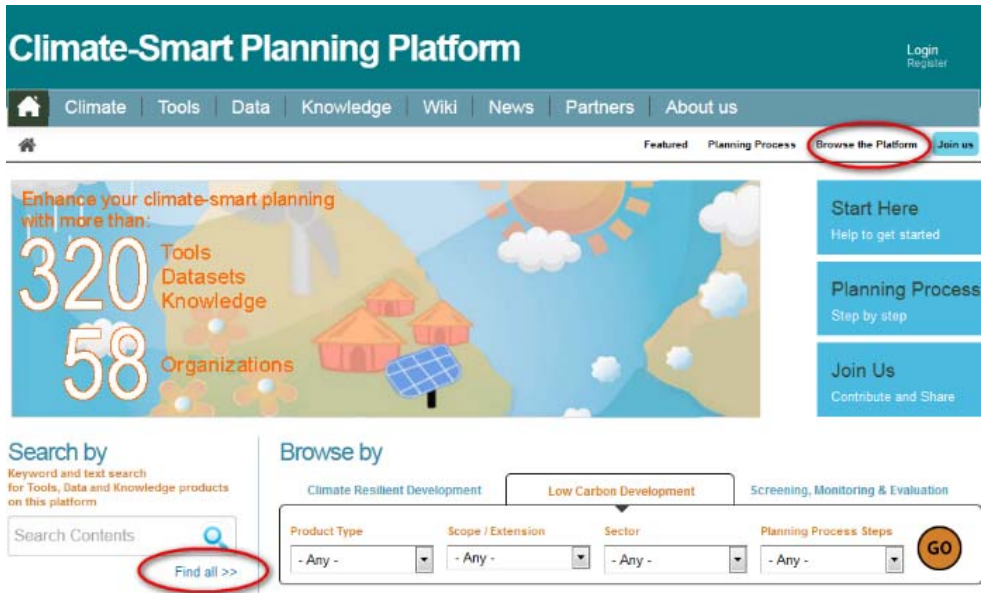 Climate-Smart Planning Platform
Login
Register
Climate Tools Data Knowledge Wiki News Partners About us
Featured Planning Process Browse the Platform Join us
Enhance your climate-smart planning
with more than:
320
Tools
Datasets
Knowledge
58
Organizations
Start Here
Help to get started
Planning Process
Step by step
Join Us
Contribute and Share
Search by
Keyword and text search
for Tools, Data and Knowledge products
on this platform
Search Contents
Find all >>
Browse by
Climate Resilient Development Low Carbon Development Screening, Monitoring & Evaluation
Product Type Scope / Extension Sector Planning Process Steps
- Any - - Any - - Any - - Any -
GO